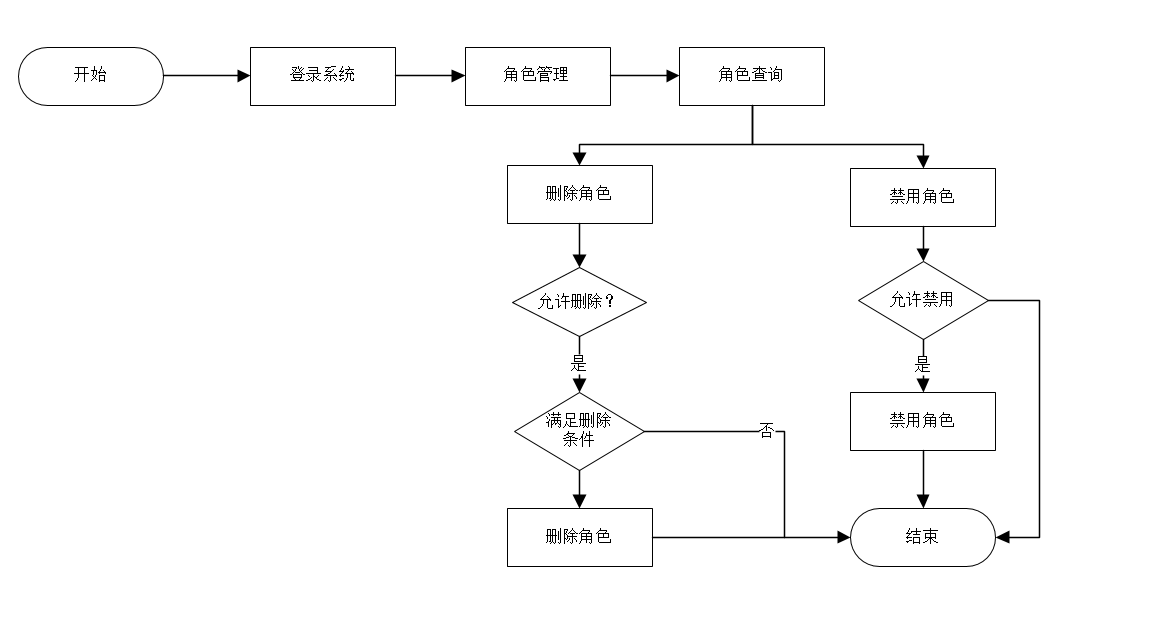 开始
登录系统
角色管理
角色查询
删除角色
禁用角色
允许删除？
允许禁用
是
是
满足删除
条件
否
禁用角色
删除角色
结束